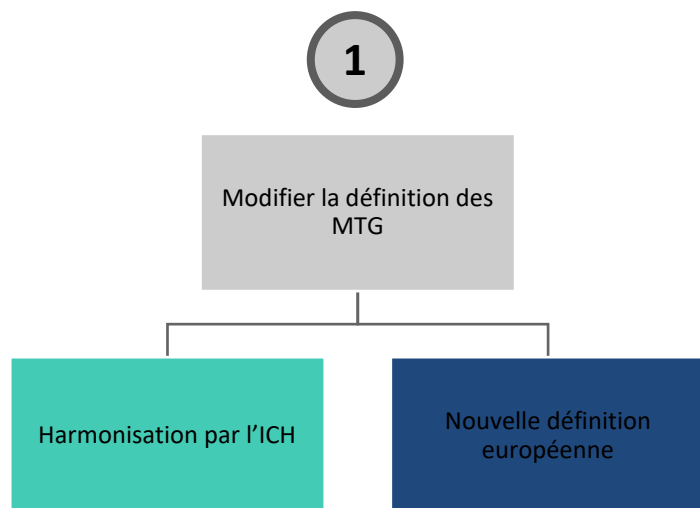 1
Modifier la définition des
MTG
Harmonisation par l’ICH
Nouvelle définition
européenne